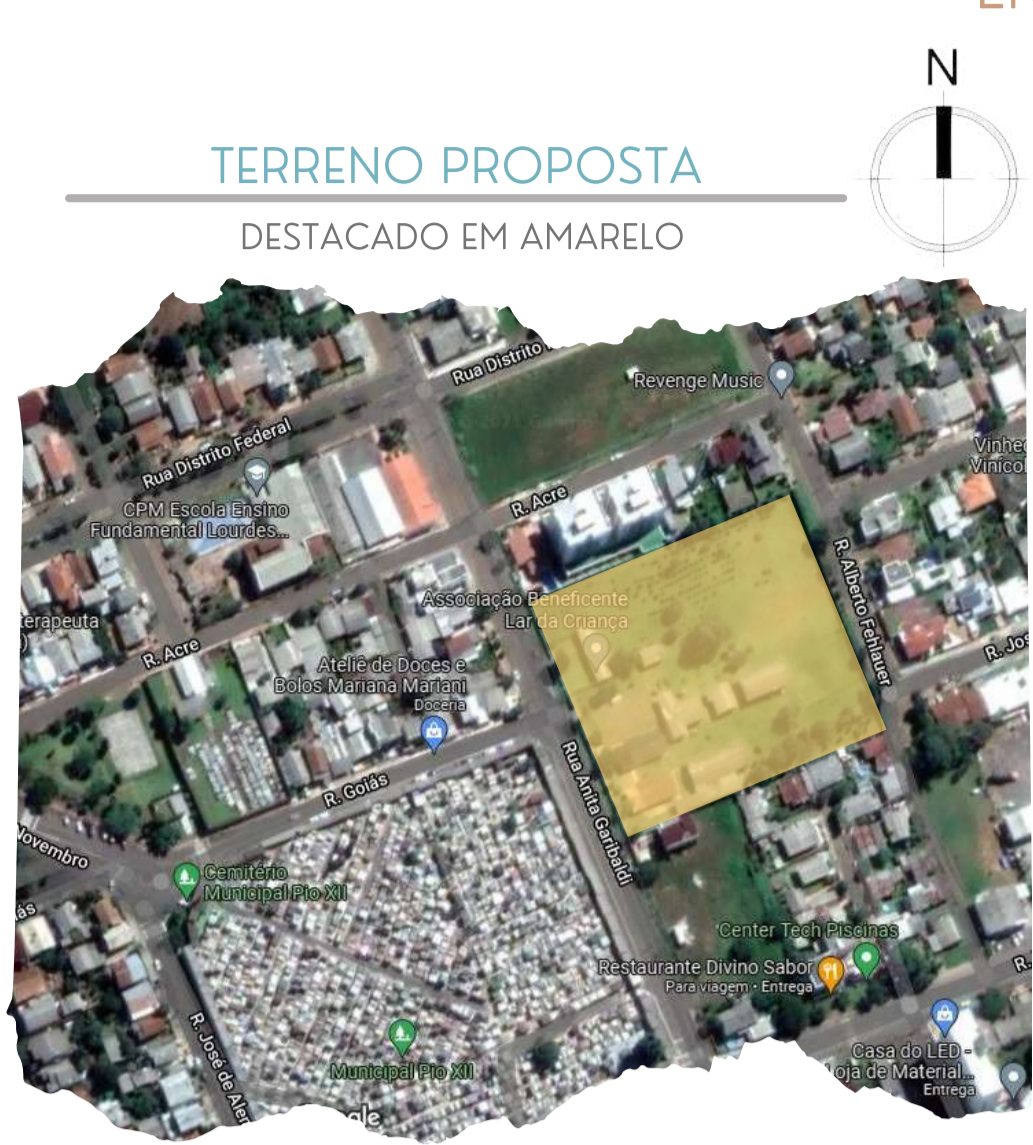 N
TERRENO PROPOSTA
DESTACADO EM AMARELO
Rua Distrito
Revenge Music
Rua Distrito Federal
CPM Escola Ensino
Fundamental Lourdes...
R. Acre
Associação Beneficente
Lar da Criança
R. Alberto Fehlauer
R. Acre
Ateliê de Doces e
Bolos Mariana Mariani
Doceria
R. Goiás
Rua Anita Garibaldi
Novembro
Cemitério
Municipal Pio XII
Center Tech Piscinas
Restaurante Divino Sabor
Para viagem • Entrega
R. José de Alen
Municipal Pio XII
Casa do LED -
Loja de Material...
Entrega